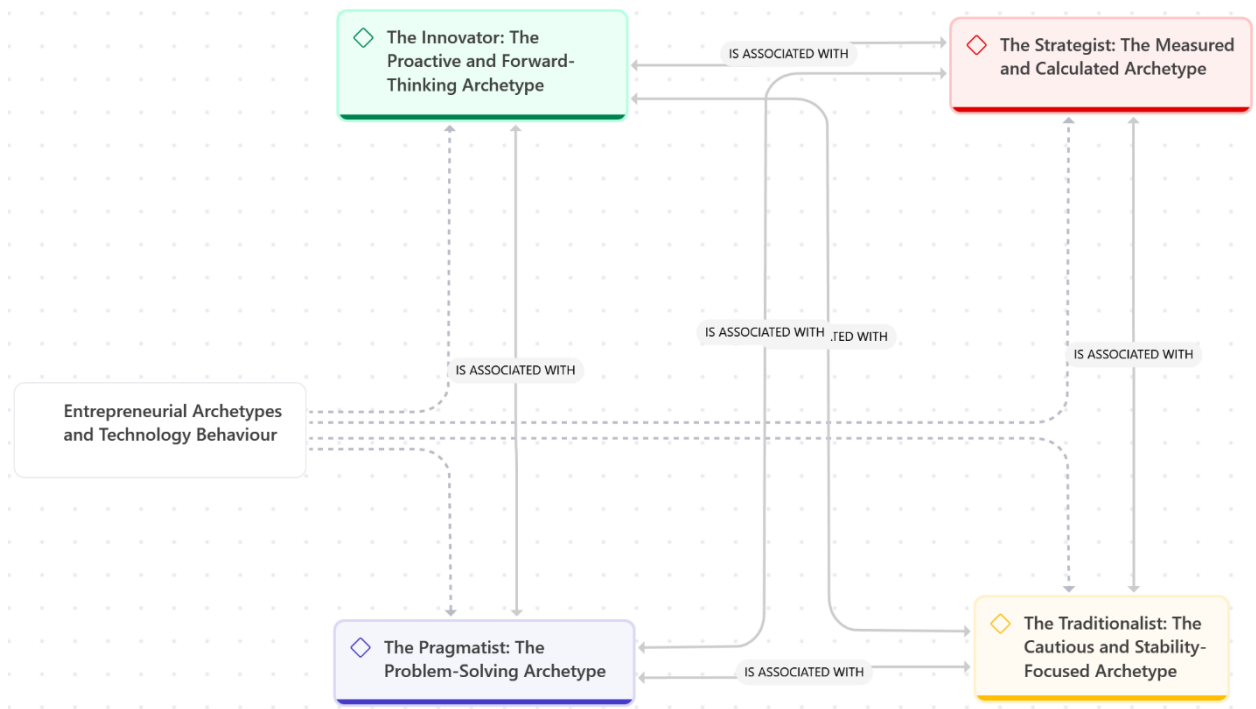 The Innovator: The
Proactive and Forward-
Thinking Archetype
IS ASSOCIATED WITH
The Strategist: The Measured
and Calculated Archetype
IS ASSOCIATED WITH
WITH
IS ASSOCIATED WITH
IS ASSOCIATED WITH
Entrepreneurial Archetypes
and Technology Behaviour
The Pragmatist: The
Problem-Solving Archetype
IS ASSOCIATED WITH
The Traditionalist: The
Cautious and Stability-
Focused Archetype